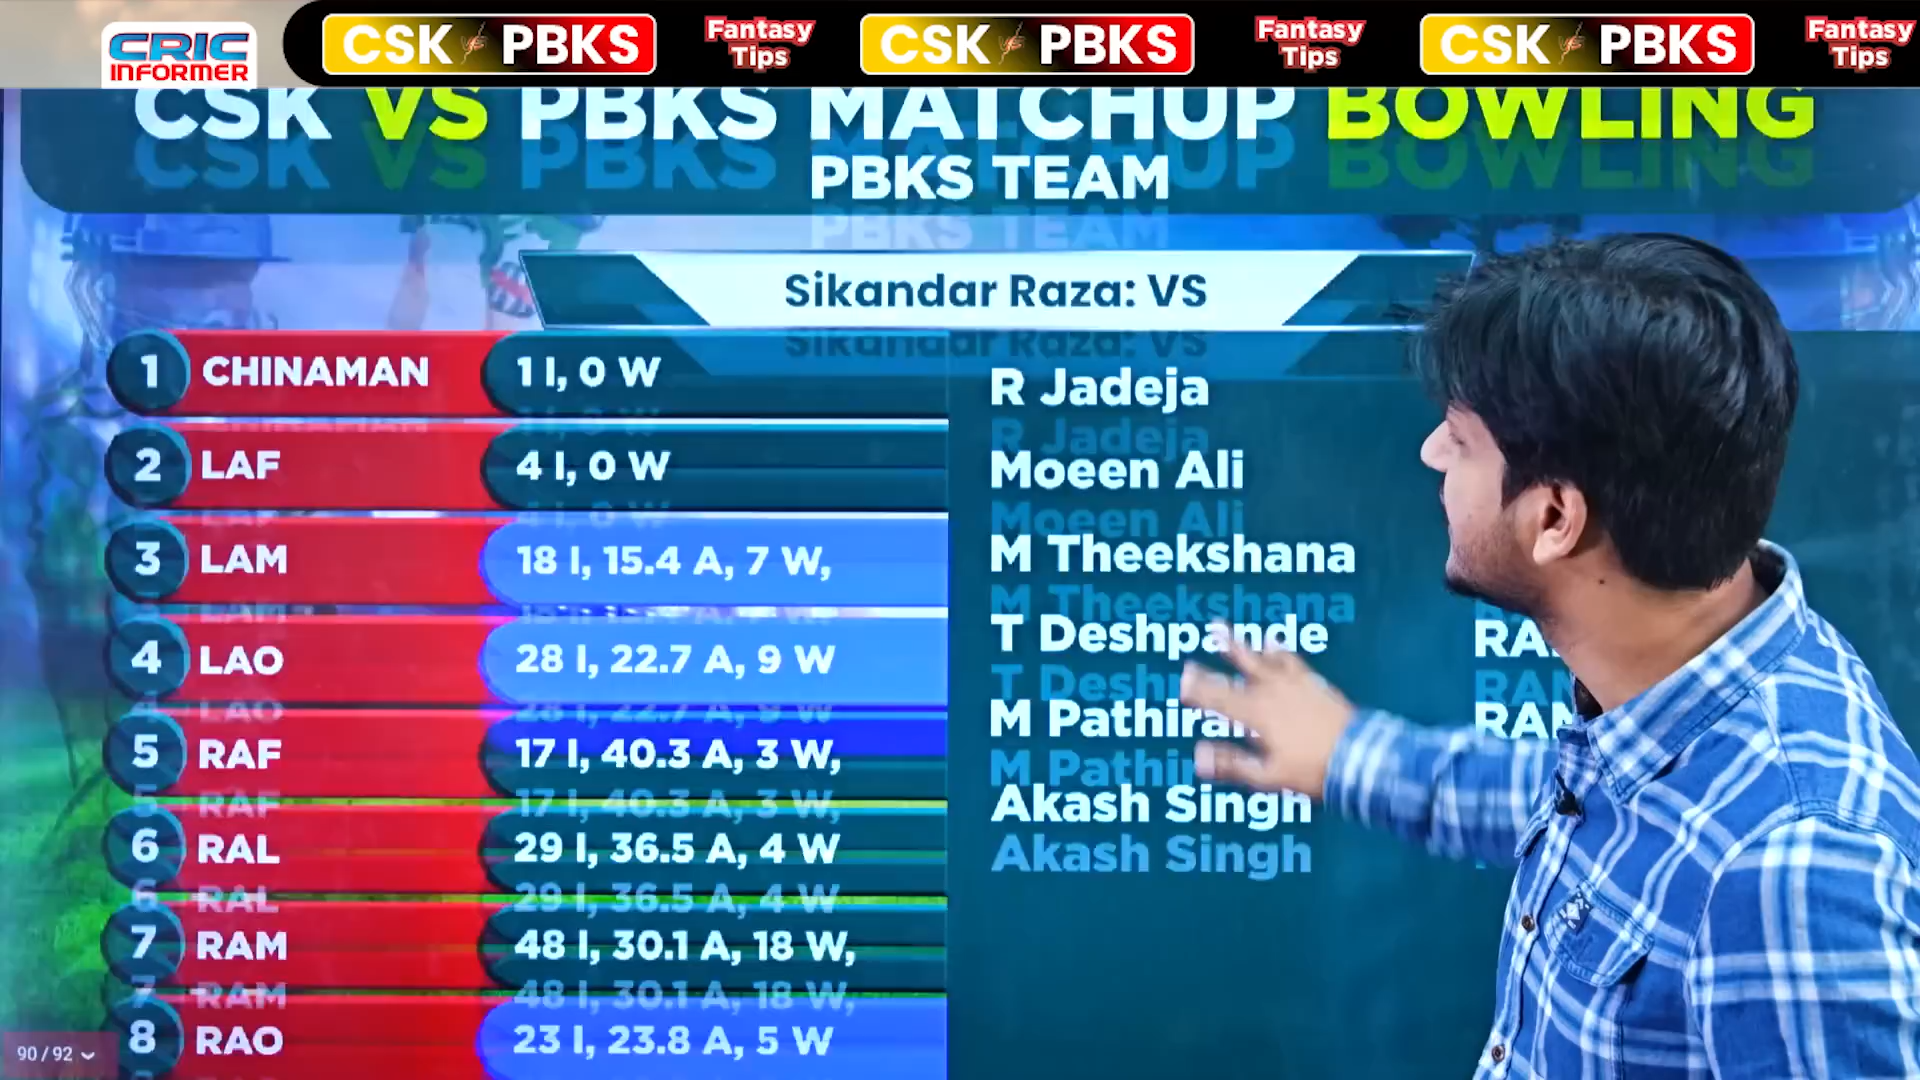 CRIC
INFORMER
CSK VS PBKS
Fantasy
Tips
CSK VS PBKS
Fantasy
Tips
CSK VS PBKS
Fantasy
Tips
CSK VS PBKS MATCHUP BOWLING
PBKS TEAM
Sikandar Raza: VS
1 CHINAMAN 1 I, 0 W
2 LAF 4 I, 0 W
3 LAM 18 I, 15.4 A, 7 W,
4 LAO 28 I, 22.7 A, 9 W
5 RAF 17 I, 40.3 A, 3 W,
6 RAL 29 I, 36.5 A, 4 W
7 RAM 48 I, 30.1 A, 18 W,
8 RAO 23 I, 23.8 A, 5 W
R Jadeja
Moeen Ali
M Theekshana
T Deshpande
M Pathiran
Akash Singh
90 / 92